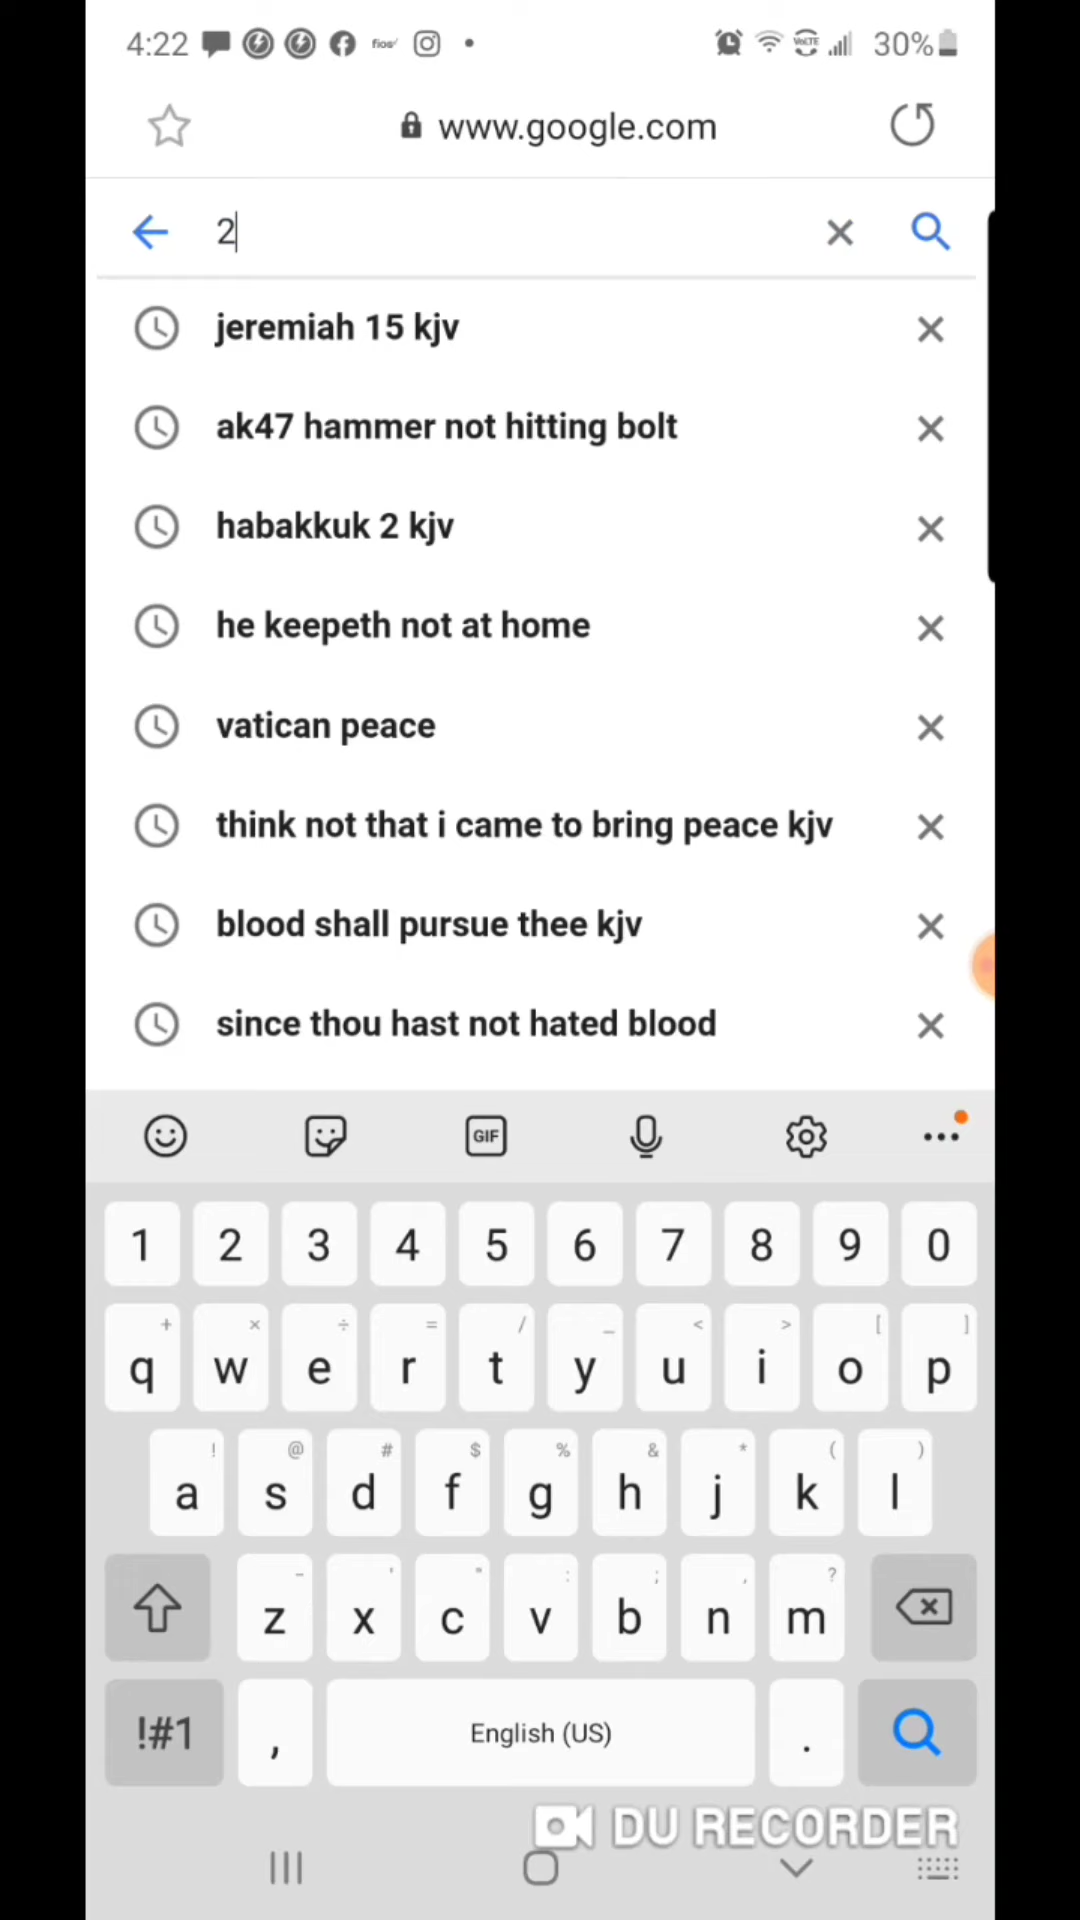 4:22 fios 30%
www.google.com
2
jeremiah 15 kjv
ak47 hammer not hitting bolt
habakkuk 2 kjv
he keepeth not at home
vatican peace
think not that i came to bring peace kjv
blood shall pursue thee kjv
since thou hast not hated blood
GIF
1 2 3 4 5 6 7 8 9 0
+ × ÷ = / _ < > [ ]
q w e r t y u i o p
! @ # $ % & * ( )
a s d f g h j k l
- ' " : ; , ?
z x c v b n m
!#1 , English (US) .
DU RECORDER